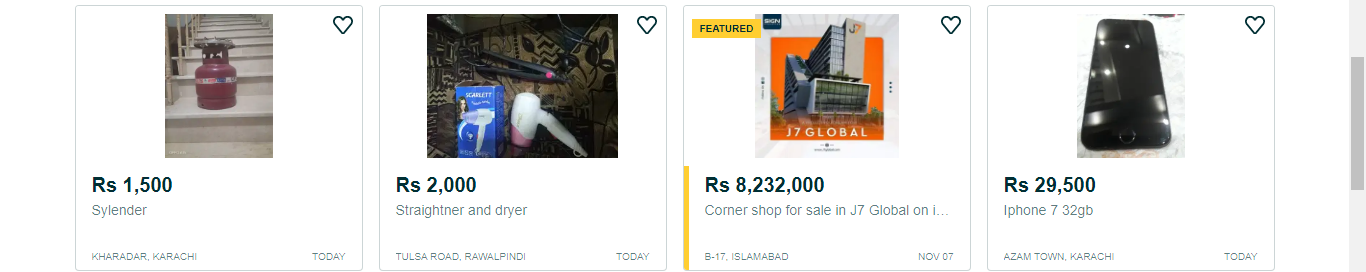 Rs 1,500
Sylender
KHARADAR, KARACHI
TODAY
SCARLETT
Rs 2,000
Straightner and dryer
TULSA ROAD, RAWALPINDI
TODAY
FEATURED
SIGN
J7
J7 GLOBAL
Rs 8,232,000
Corner shop for sale in J7 Global on i...
B-17, ISLAMABAD
NOV 07
Rs 29,500
Iphone 7 32gb
AZAM TOWN, KARACHI
TODAY